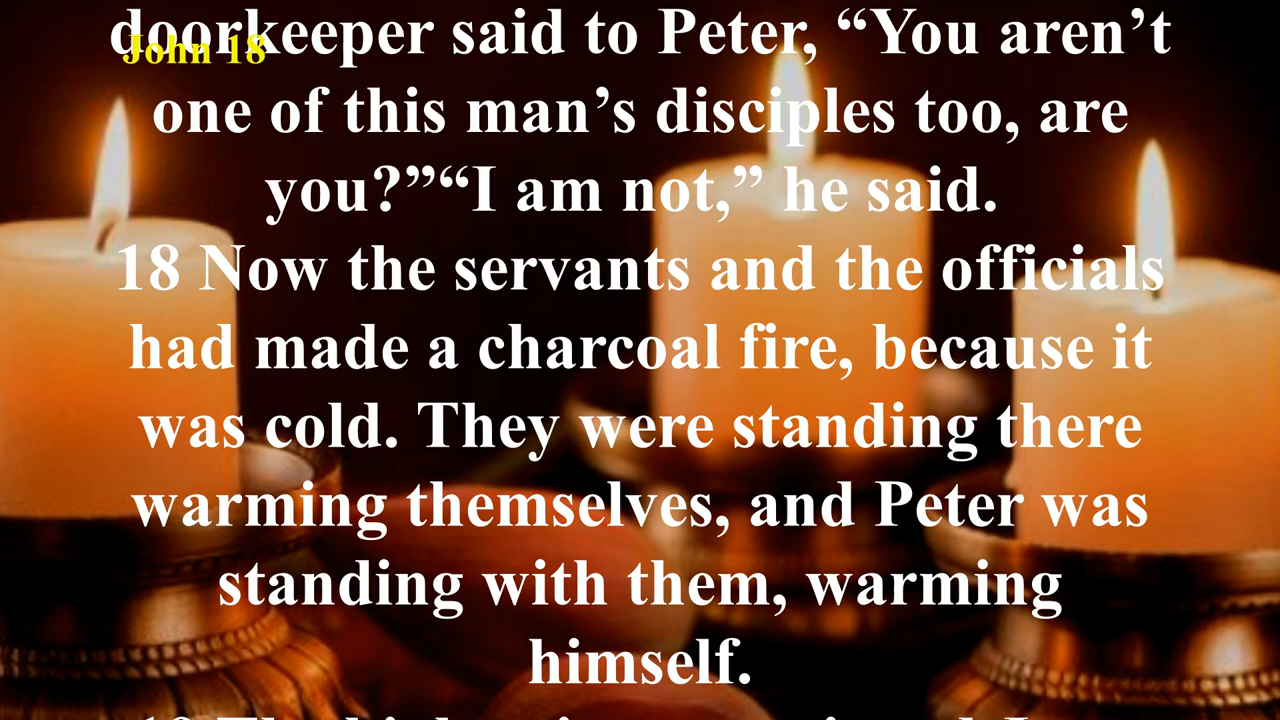 doorkeeper said to Peter, “You aren’t
John 18
one of this man’s disciples too, are
you?”“I am not,” he said.
18 Now the servants and the officials
had made a charcoal fire, because it
was cold. They were standing there
warming themselves, and Peter was
standing with them, warming
himself.